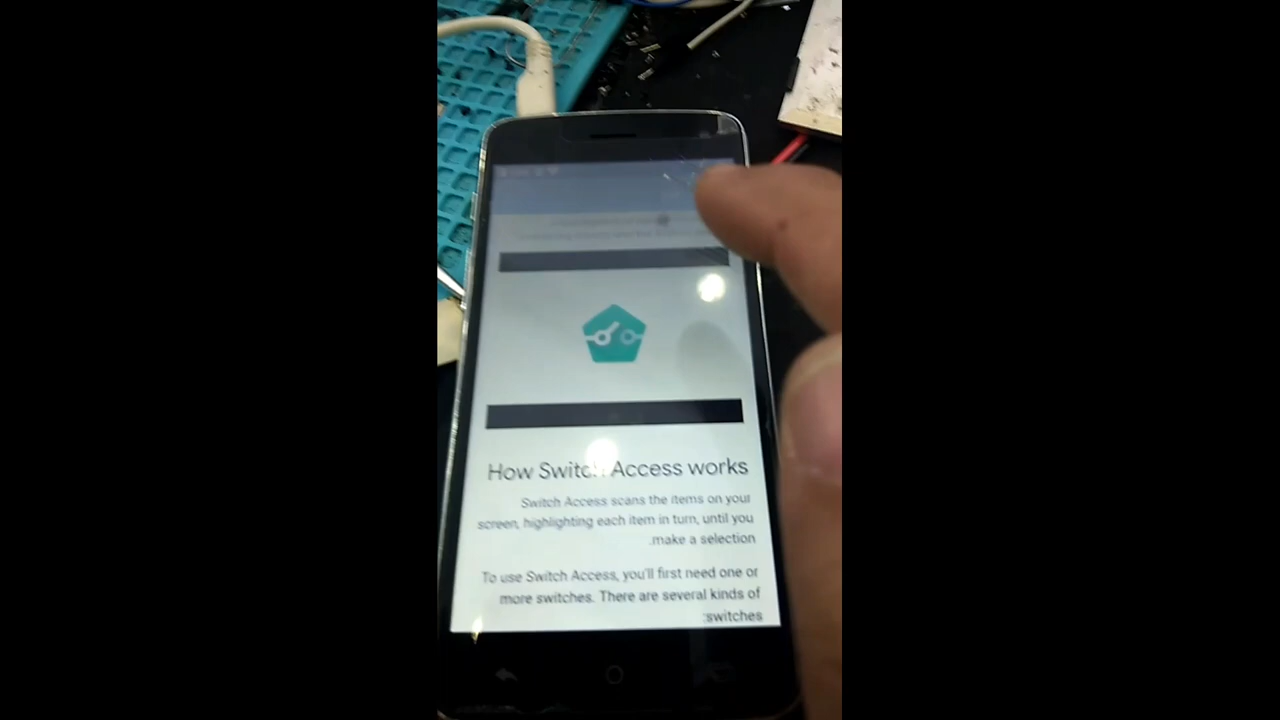 How Switch Access works
Switch Access scans the items on your
screen, highlighting each item in turn, until you
.make a selection
To use Switch Access, you'll first need one or
more switches. There are several kinds of
:switches